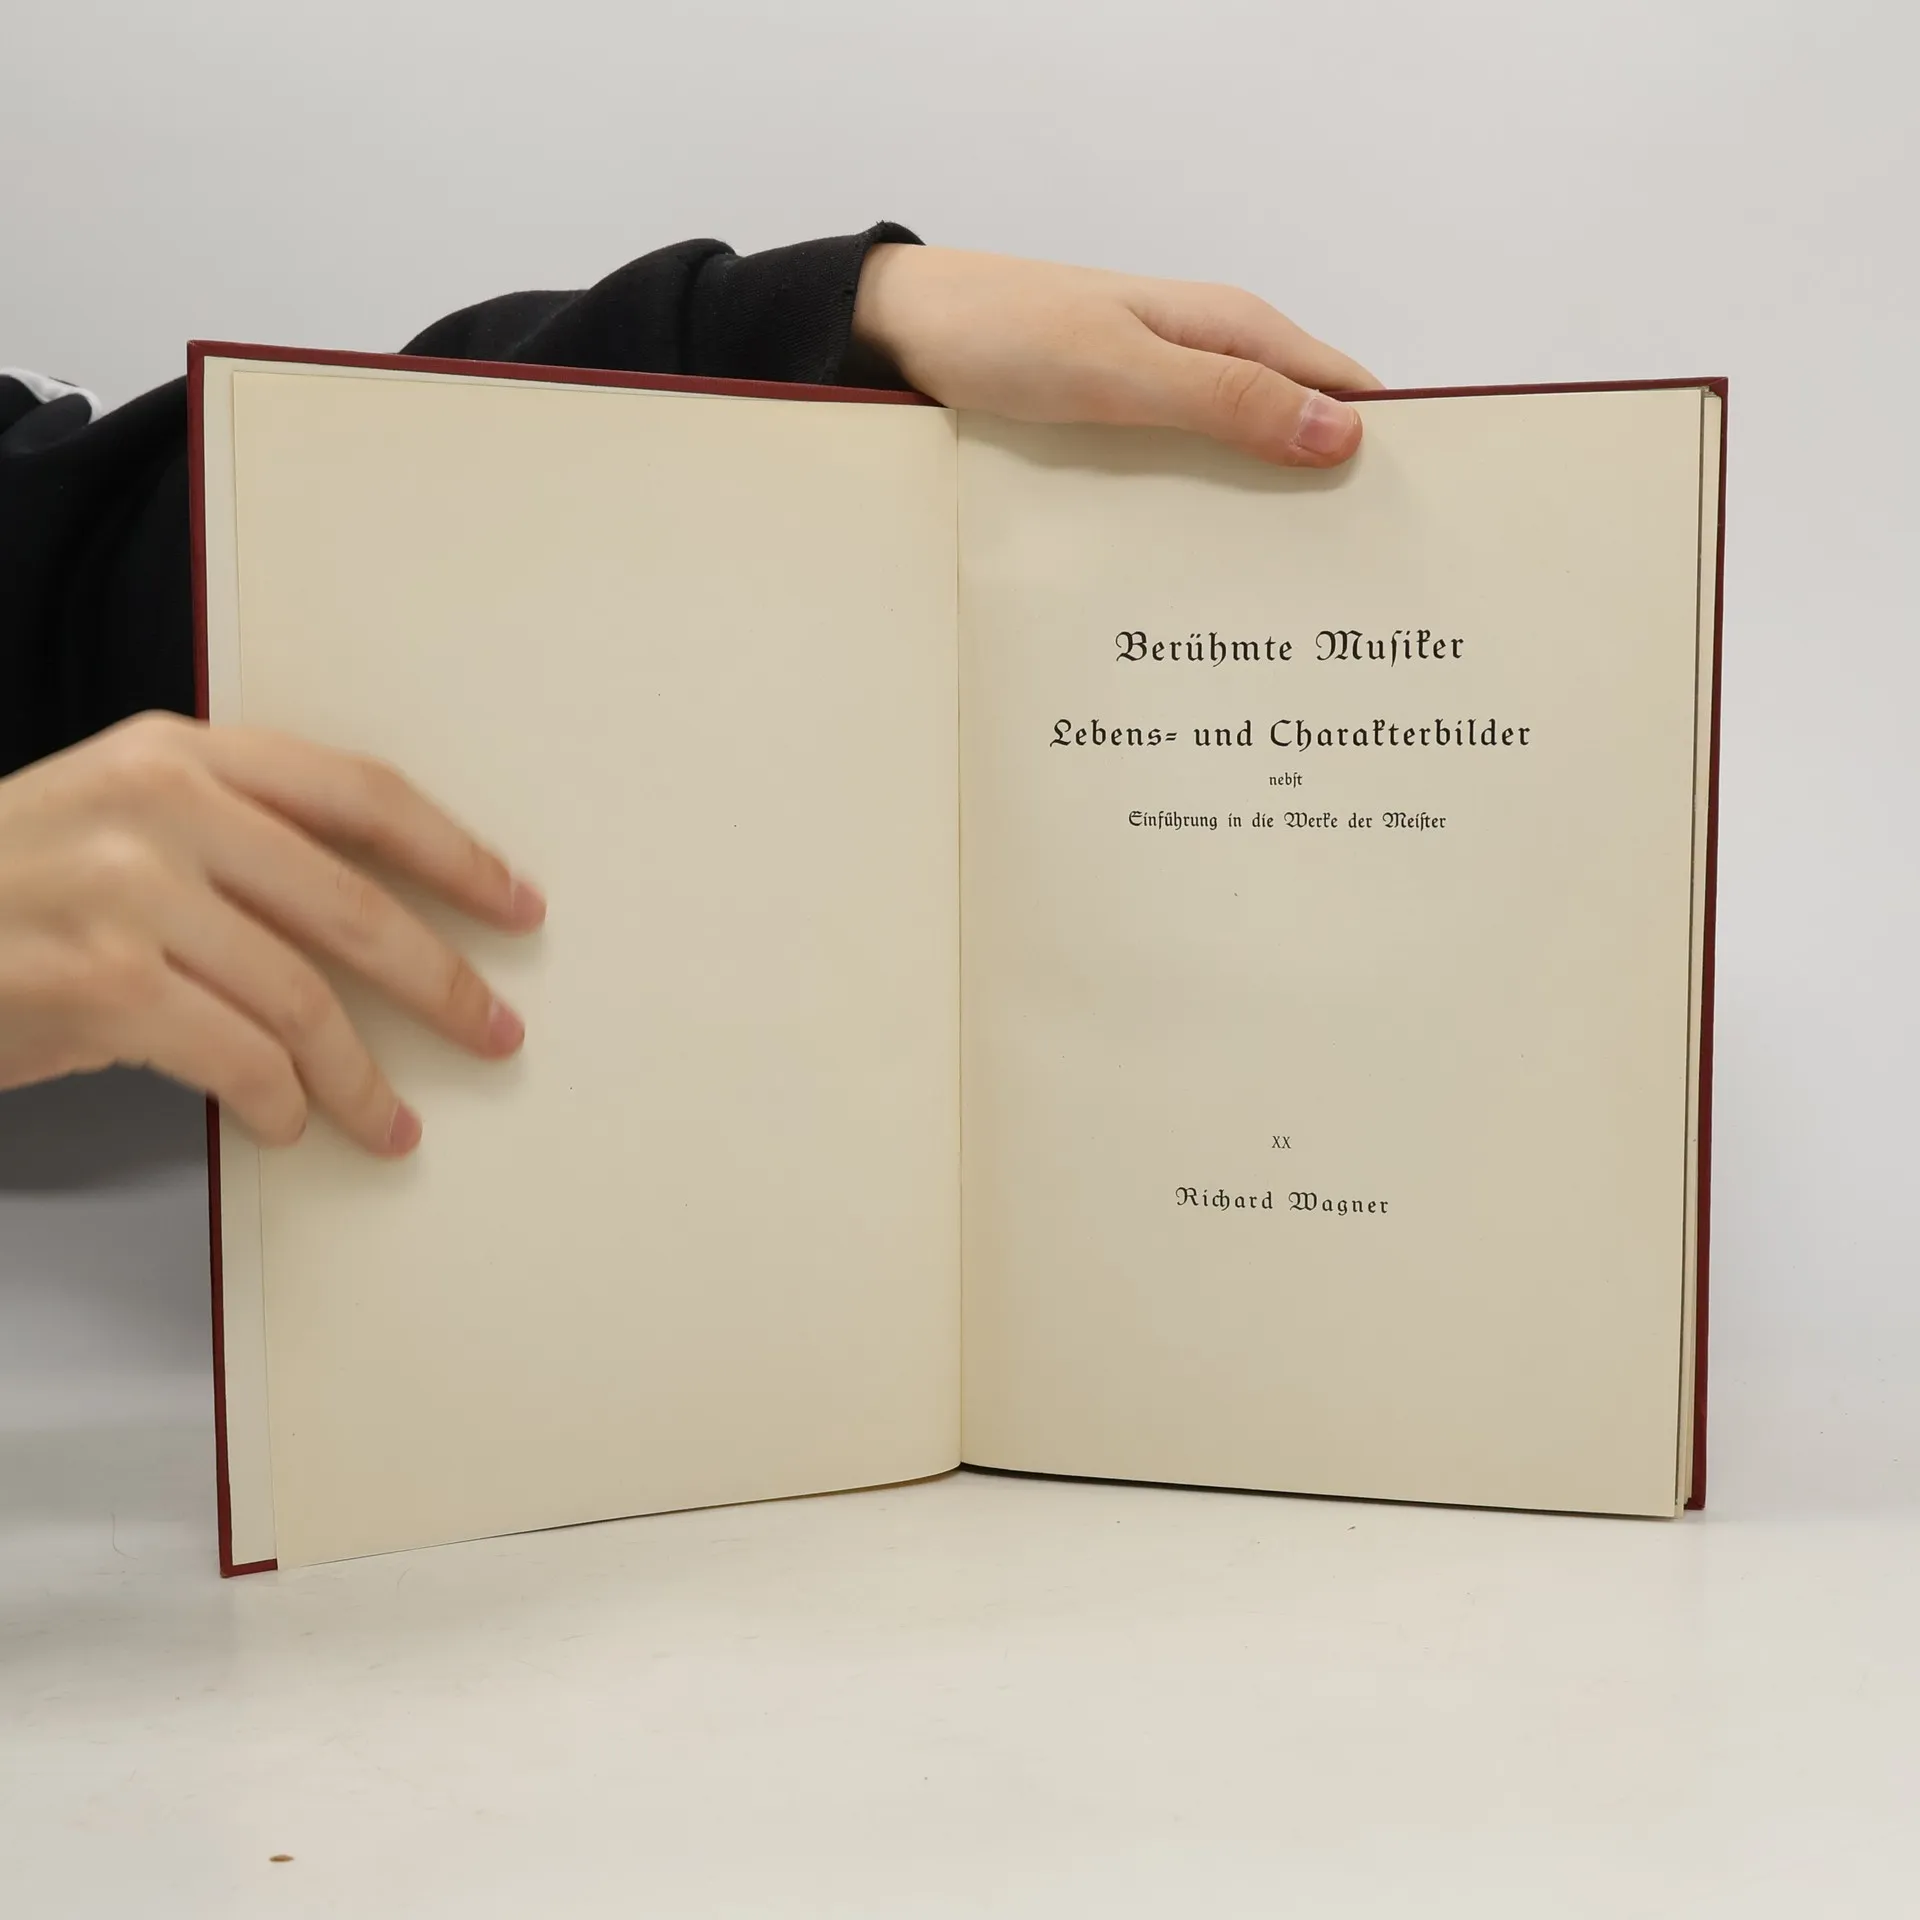 Berühmte Muſiker
Lebens- und Charakterbilder
nebſt
Einführung in die Werke der Meiſter
XX
Richard Wagner